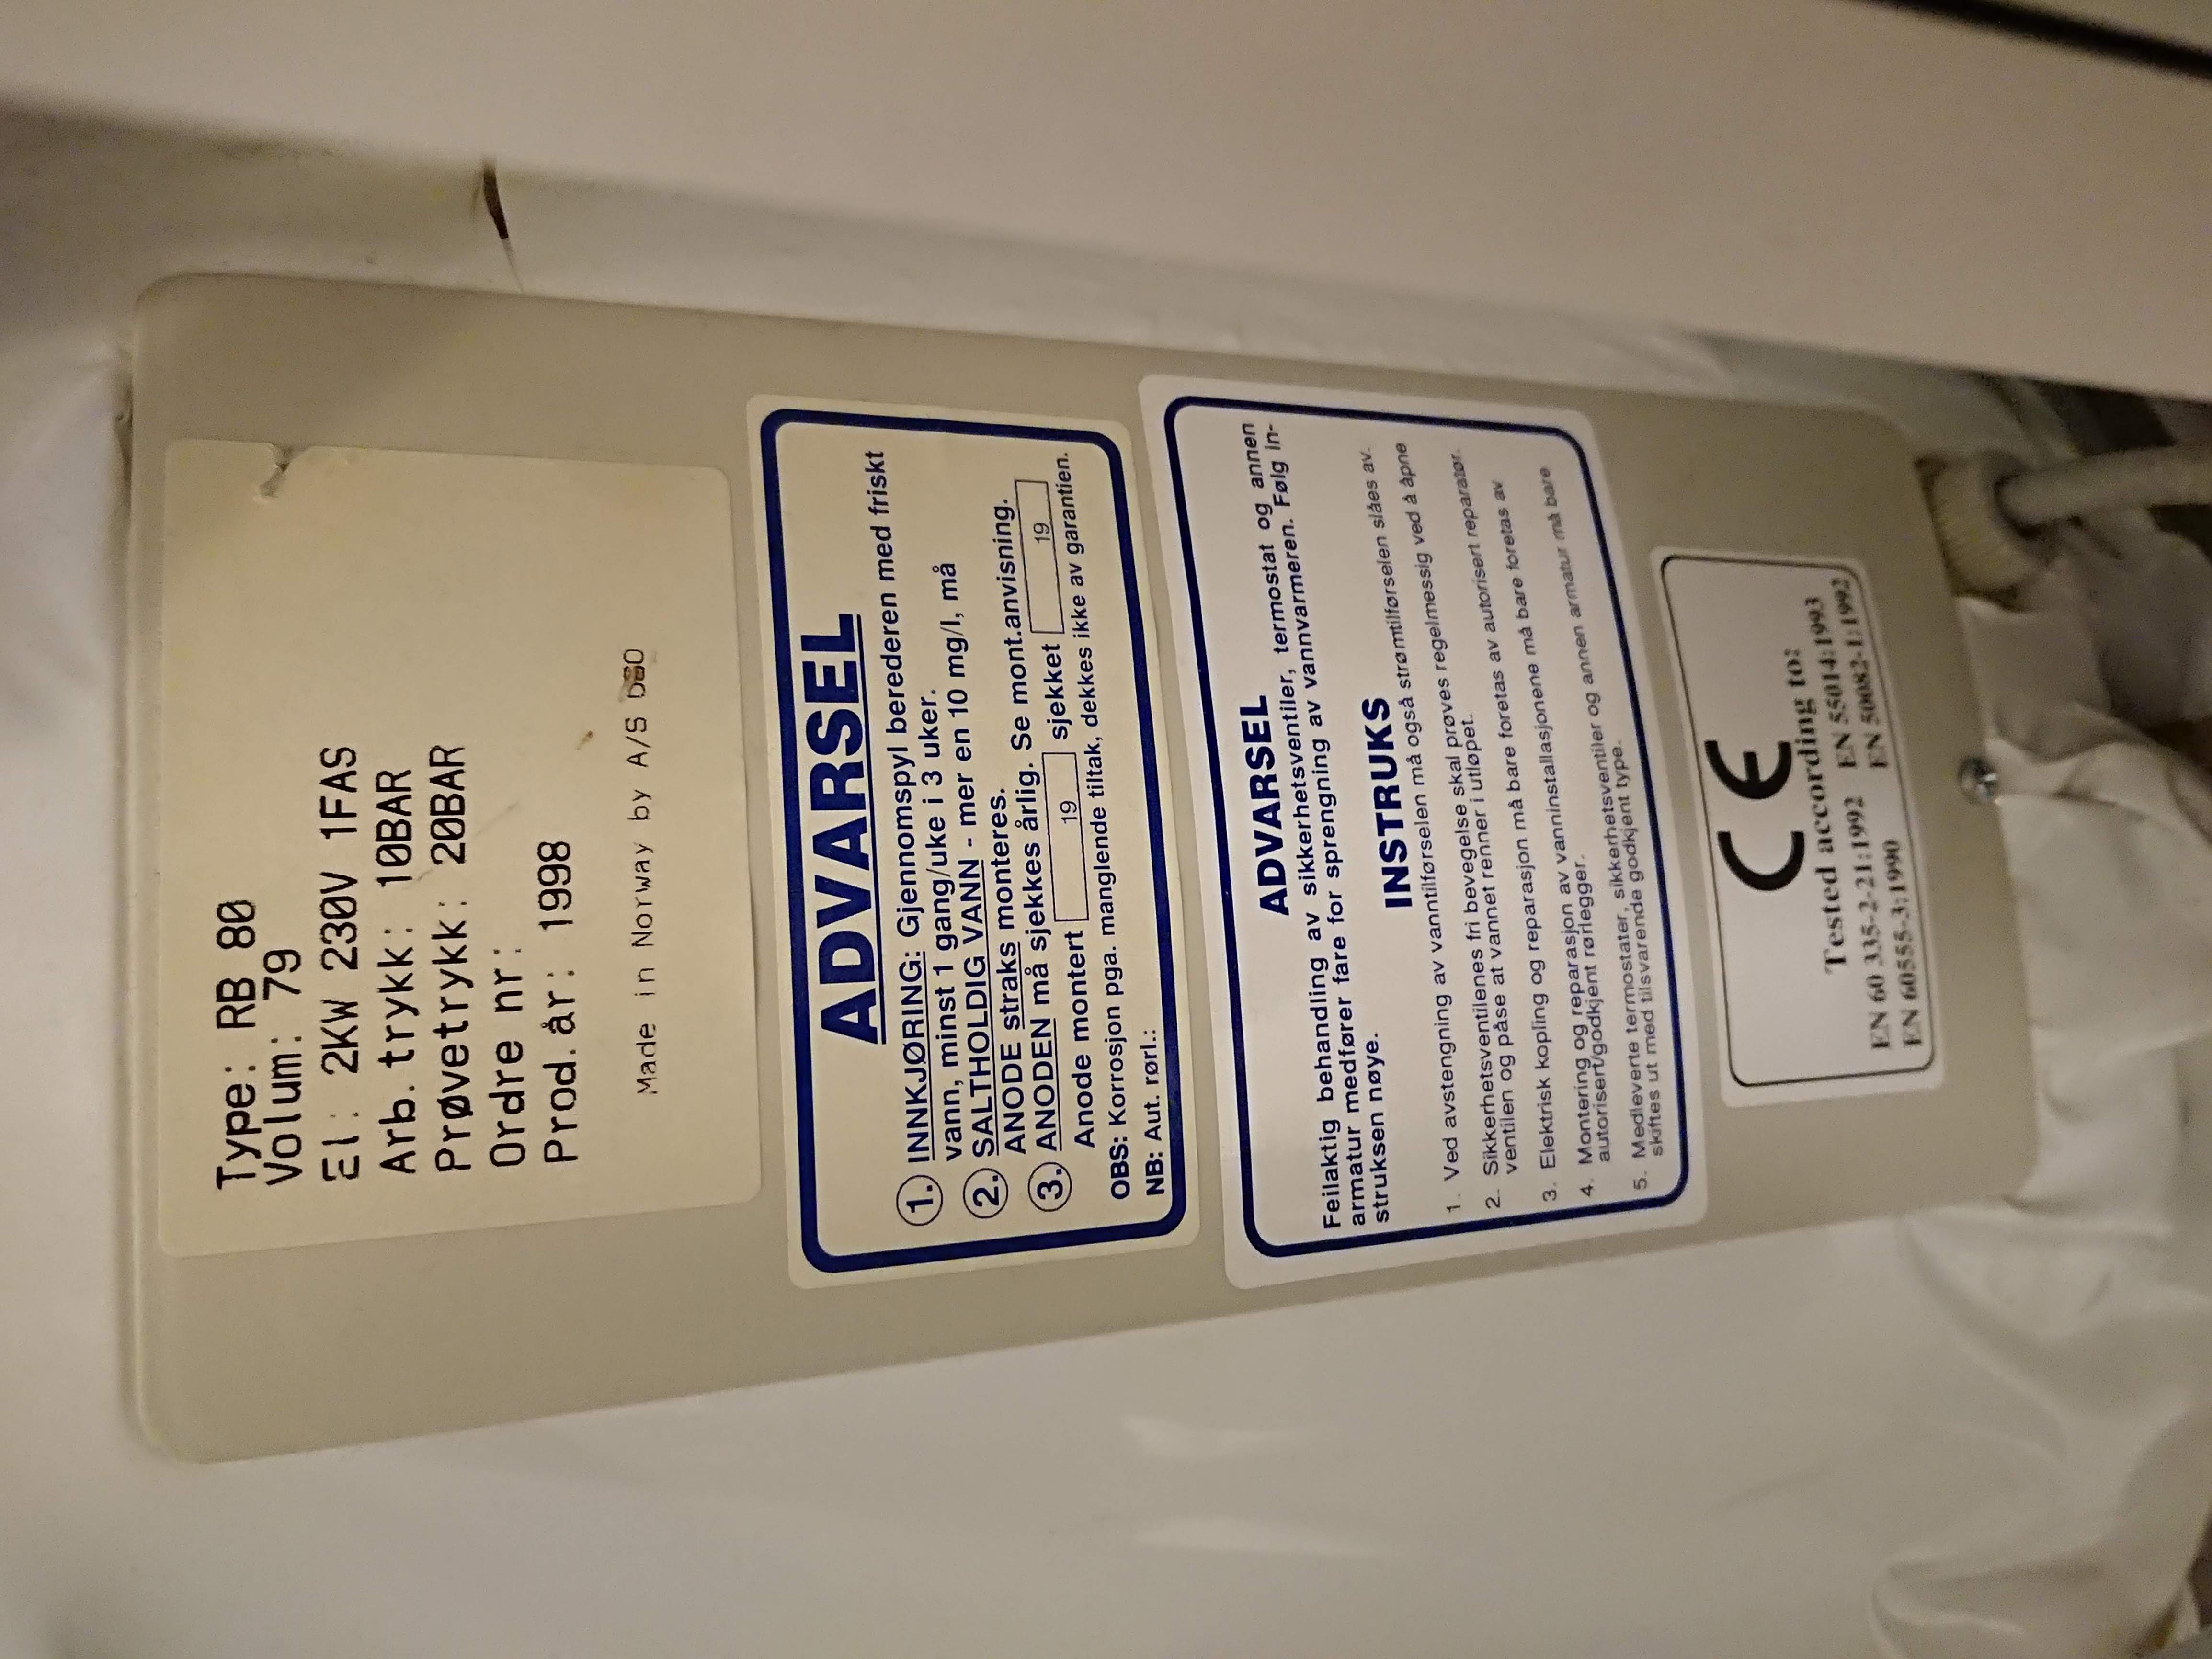 Type: RB 80
Volum: 79
El: 2KW 230V 1FAS
Arb.trykk: 10BAR
Prøvetrykk: 20BAR
Ordre nr:
Prod.år: 1998
Made in Norway by A/S
ADVARSEL
1. INNKJØRING: Gjennomspyl berederen med friskt
vann, minst 1 gang/uke i 3 uker.
2. SALTHOLDIG VANN - mer en 10 mg/l, må
ANODE straks monteres.
3. ANODEN må sjekkes årlig. Se mont.anvisning.
Anode montert 19 sjekket 19
OBS: Korrosjon pga. manglende tiltak, dekkes ikke av garantien.
NB: Aut. rørl.:
ADVARSEL
Feilaktig behandling av sikkerhetsventiler, termostat og annen
armatur medfører fare for sprengning av vannvarmeren. Følg in-
struksen nøye.
INSTRUKS
1. Ved avstengning av vanntilførselen må også strømtilførselen slåes av.
2. Sikkerhetsventilenes fri bevegelse skal prøves regelmessig ved å åpne
ventilen og påse at vannet renner i utløpet.
3. Elektrisk kopling og reparasjon må bare foretas av autorisert reparatør.
4. Montering og reparasjon av vanninstallasjonene må bare foretas av
autorisert/godkjent rørlegger.
5. Medleverte termostater, sikkerhetsventiler og annen armatur må bare
skiftes ut med tilsvarende godkjent type.
CE
Tested according to:
EN 60 335-2-21:1992 EN 55014:1993
EN 60555-3:1990 EN 50082-1:1992